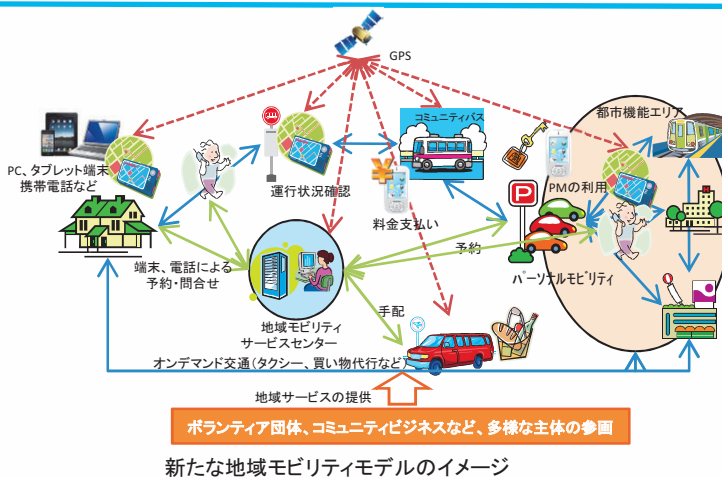 GPS
コミュニティバス
都市機能エリア
PC、タブレット端末
携帯電話など
運行状況確認
¥
料金支払い
P
PMの利用
予約
パーソナルモビリティ
端末、電話による
予約・問合せ
地域モビリティ
サービスセンター
手配
オンデマンド交通(タクシー、買い物代行など)
地域サービスの提供
ボランティア団体、コミュニティビジネスなど、多様な主体の参画
新たな地域モビリティモデルのイメージ